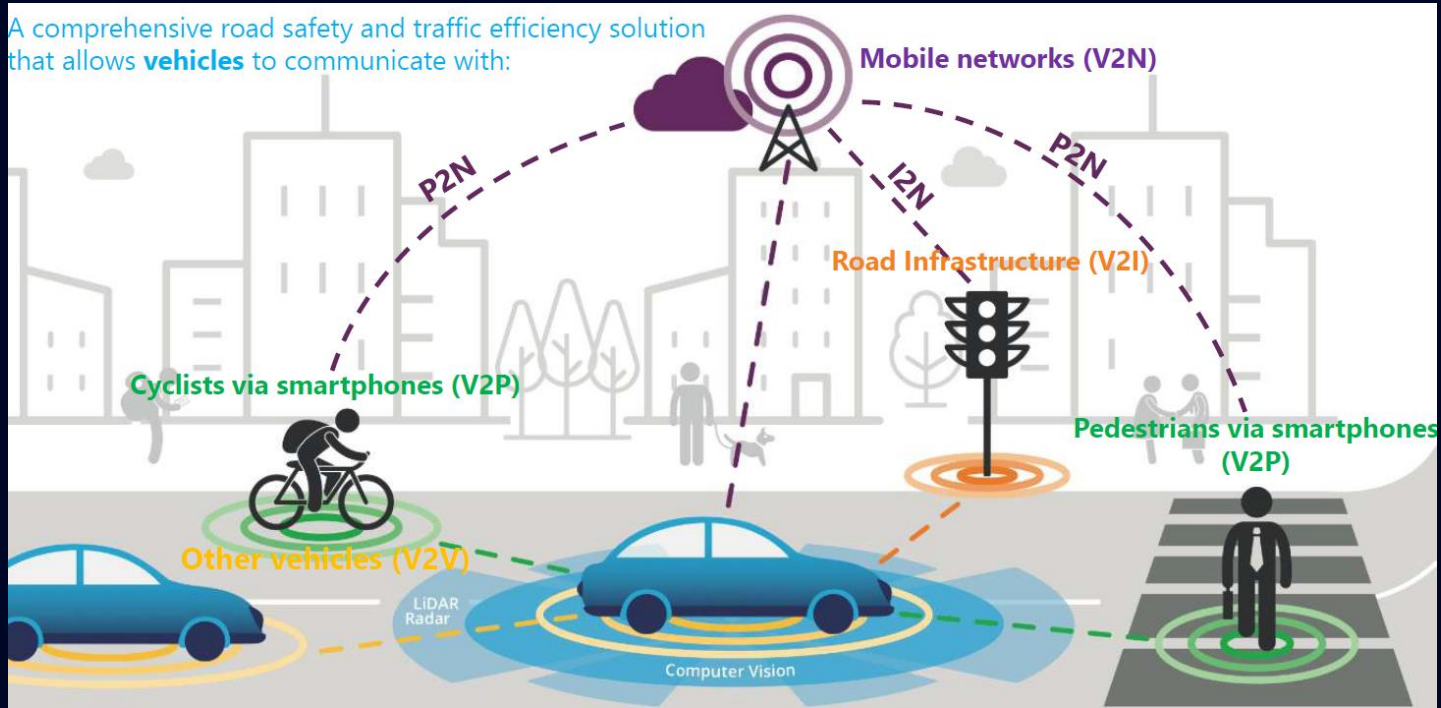 A comprehensive road safety and traffic efficiency solution
that allows vehicles to communicate with:
Mobile networks (V2N)
P2N
I2N
P2N
Road Infrastructure (V2I)
Cyclists via smartphones (V2P)
Pedestrians via smartphones
(V2P)
Other vehicles (V2V)
LiDAR
Radar
Computer Vision